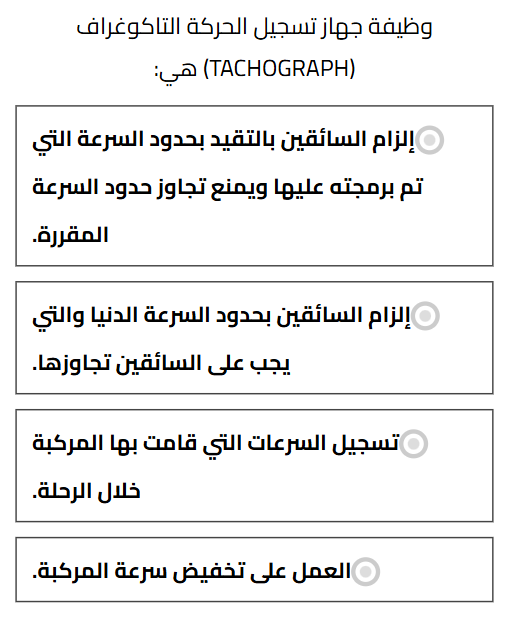 وظيفة جهاز تسجيل الحركة التاكوغراف
(TACHOGRAPH) هي:
إلزام السائقين بالتقيد بحدود السرعة التي
تم برمجته عليها ويمنع تجاوز حدود السرعة
المقررة.
إلزام السائقين بحدود السرعة الدنيا والتي
يجب على السائقين تجاوزها.
تسجيل السرعات التي قامت بها المركبة
خلال الرحلة.
العمل على تخفيض سرعة المركبة.